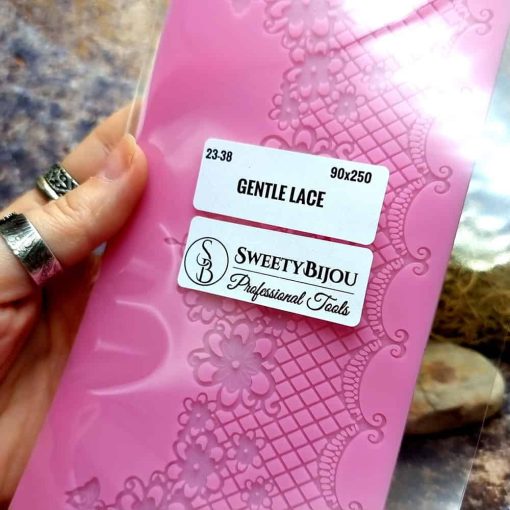 23-38 90x250
GENTLE LACE
SB SWEETYBIJOU
Professional Tools